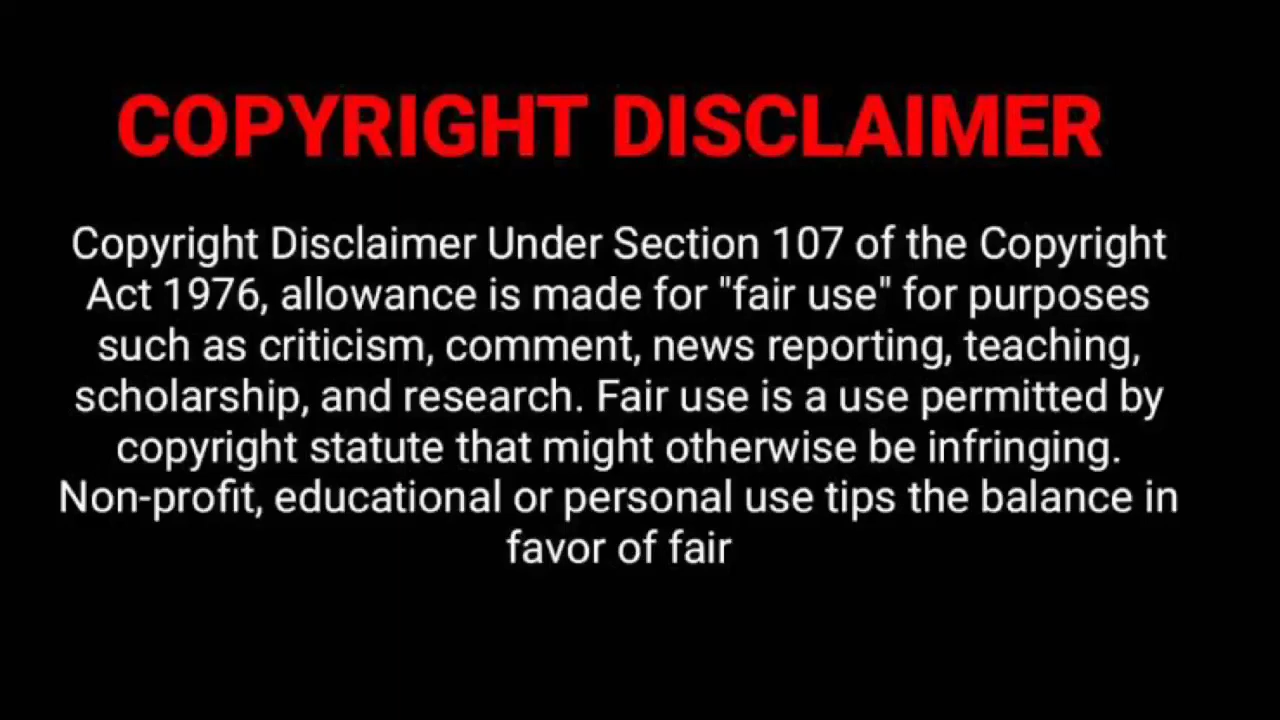 COPYRIGHT DISCLAIMER
Copyright Disclaimer Under Section 107 of the Copyright
Act 1976, allowance is made for "fair use" for purposes
such as criticism, comment, news reporting, teaching,
scholarship, and research. Fair use is a use permitted by
copyright statute that might otherwise be infringing.
Non-profit, educational or personal use tips the balance in
favor of fair